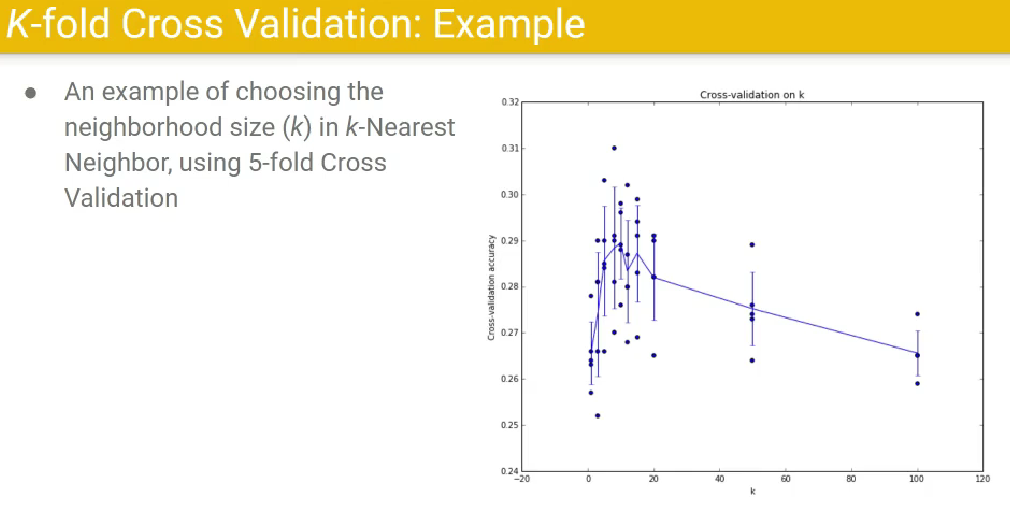 K-fold Cross Validation: Example
● An example of choosing the
neighborhood size (k) in k-Nearest
Neighbor, using 5-fold Cross
Validation
Cross-validation on k
0.32
0.31
0.30
0.29
0.28
0.27
0.26
0.25
0.24
Cross-validation accuracy
−20 0 20 40 60 80 100 120
k